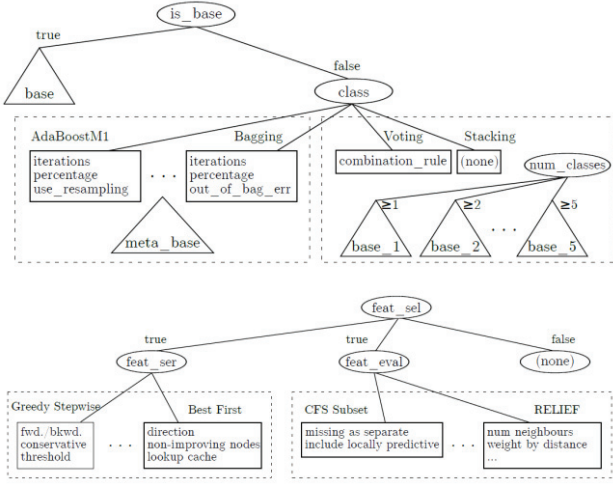 is_base
true
false
base
class
AdaBoostM1
Bagging
Voting
Stacking
iterations
percentage
use_resampling
. . .
iterations
percentage
out_of_bag_err
combination_rule
(none)
num_classes
meta_base
≥1
≥2
≥5
base_1
base_2
. . .
base_5
feat_sel
true
true
false
feat_ser
feat_eval
(none)
Greedy Stepwise
Best First
CFS Subset
RELIEF
fwd./bkwd.
conservative
threshold
. . .
direction
non-improving nodes
lookup cache
missing as separate
include locally predictive
. . .
num neighbours
weight by distance
...